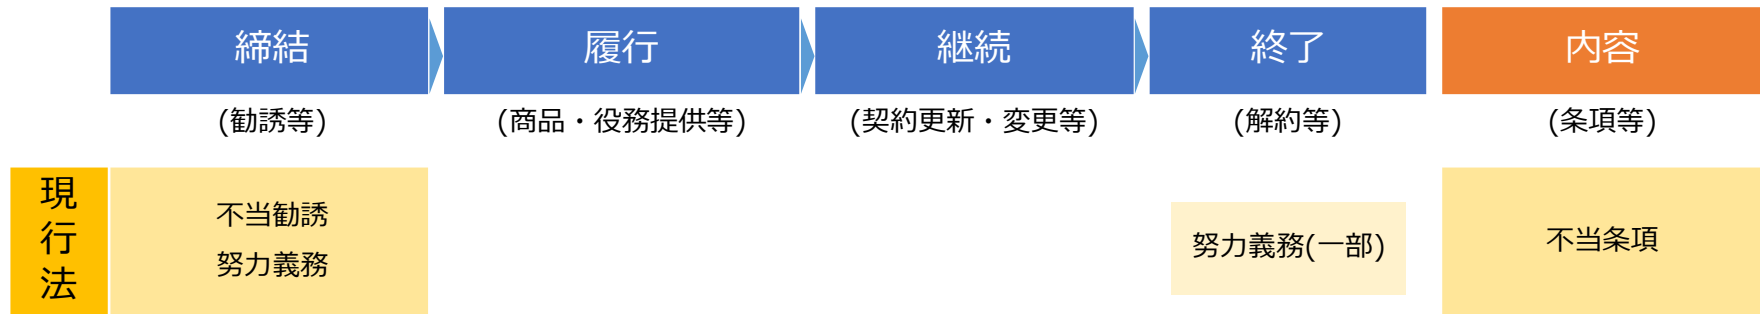 締結
履行
継続
終了
内容
(勧誘等)
(商品・役務提供等)
(契約更新・変更等)
(解約等)
(条項等)
現行法
不当勧誘
努力義務
努力義務(一部)
不当条項